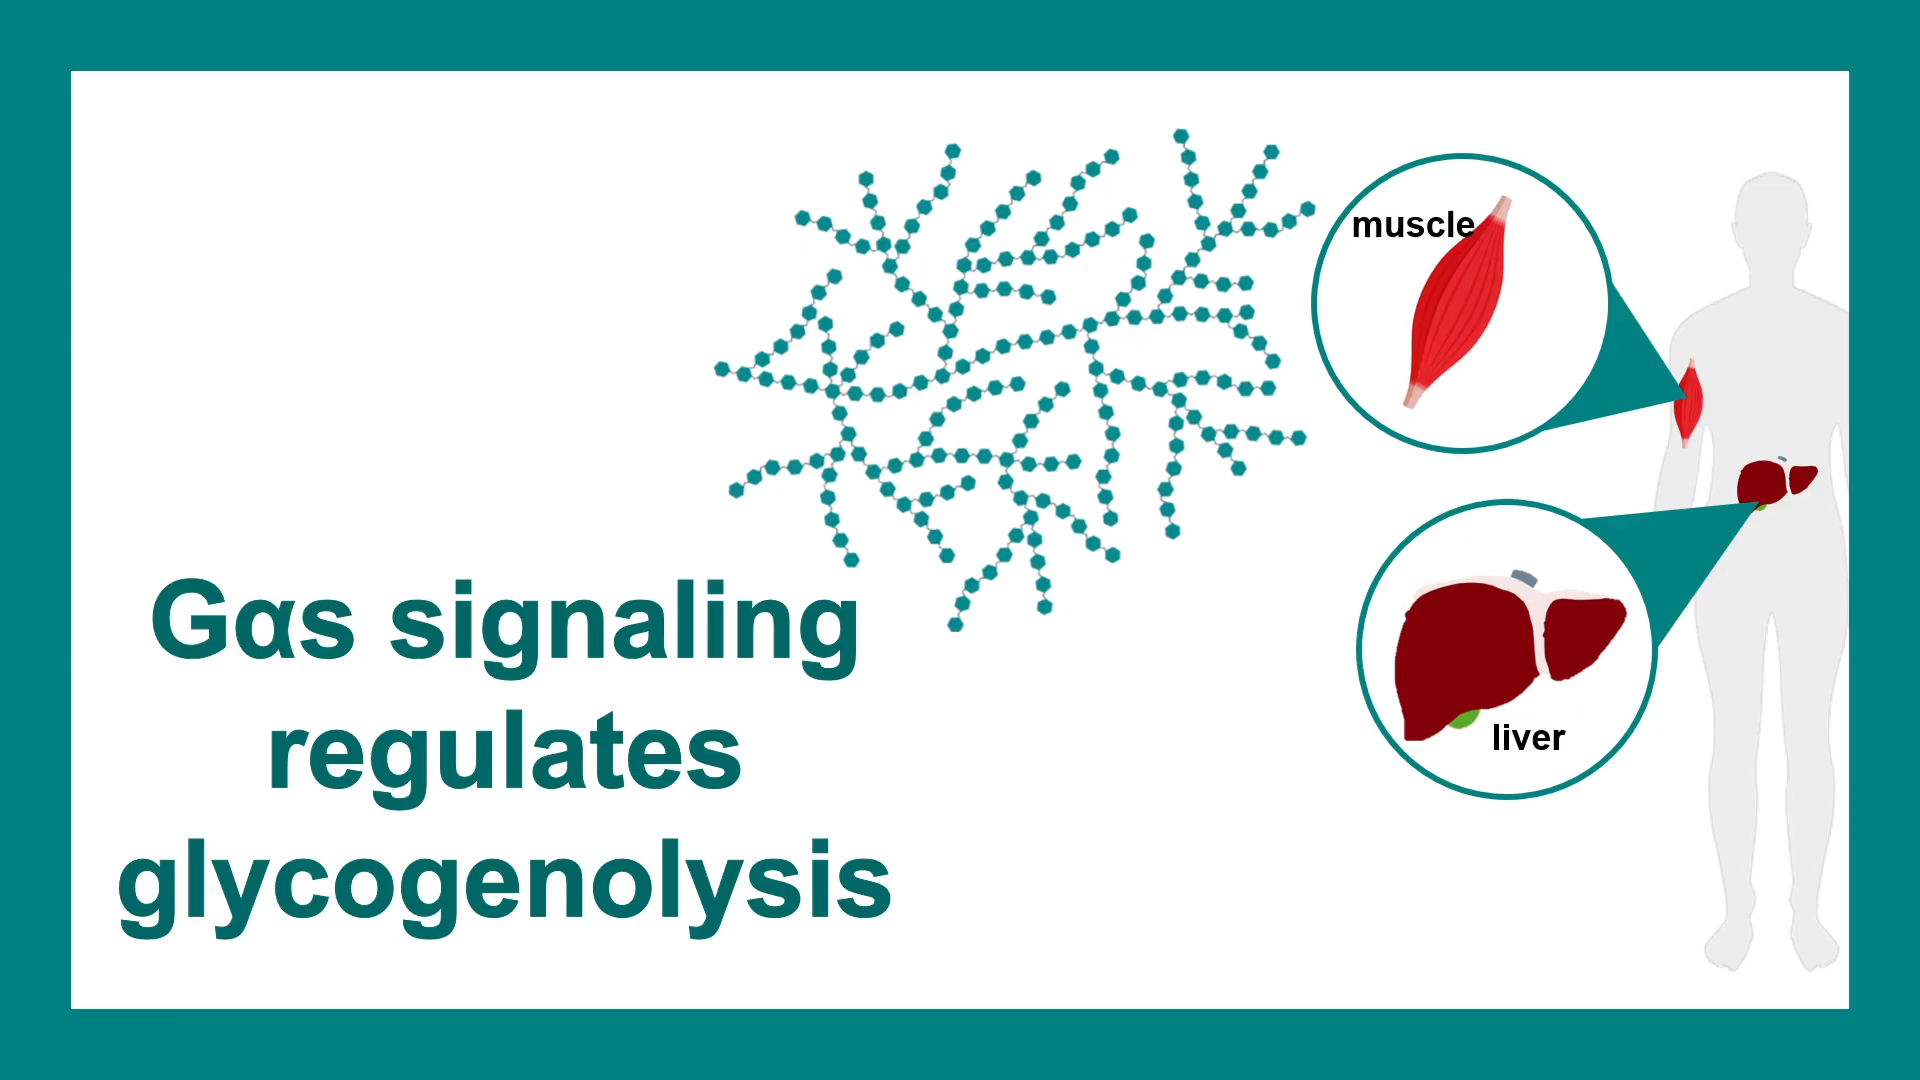 muscle
liver
Gαs signaling
regulates
glycogenolysis